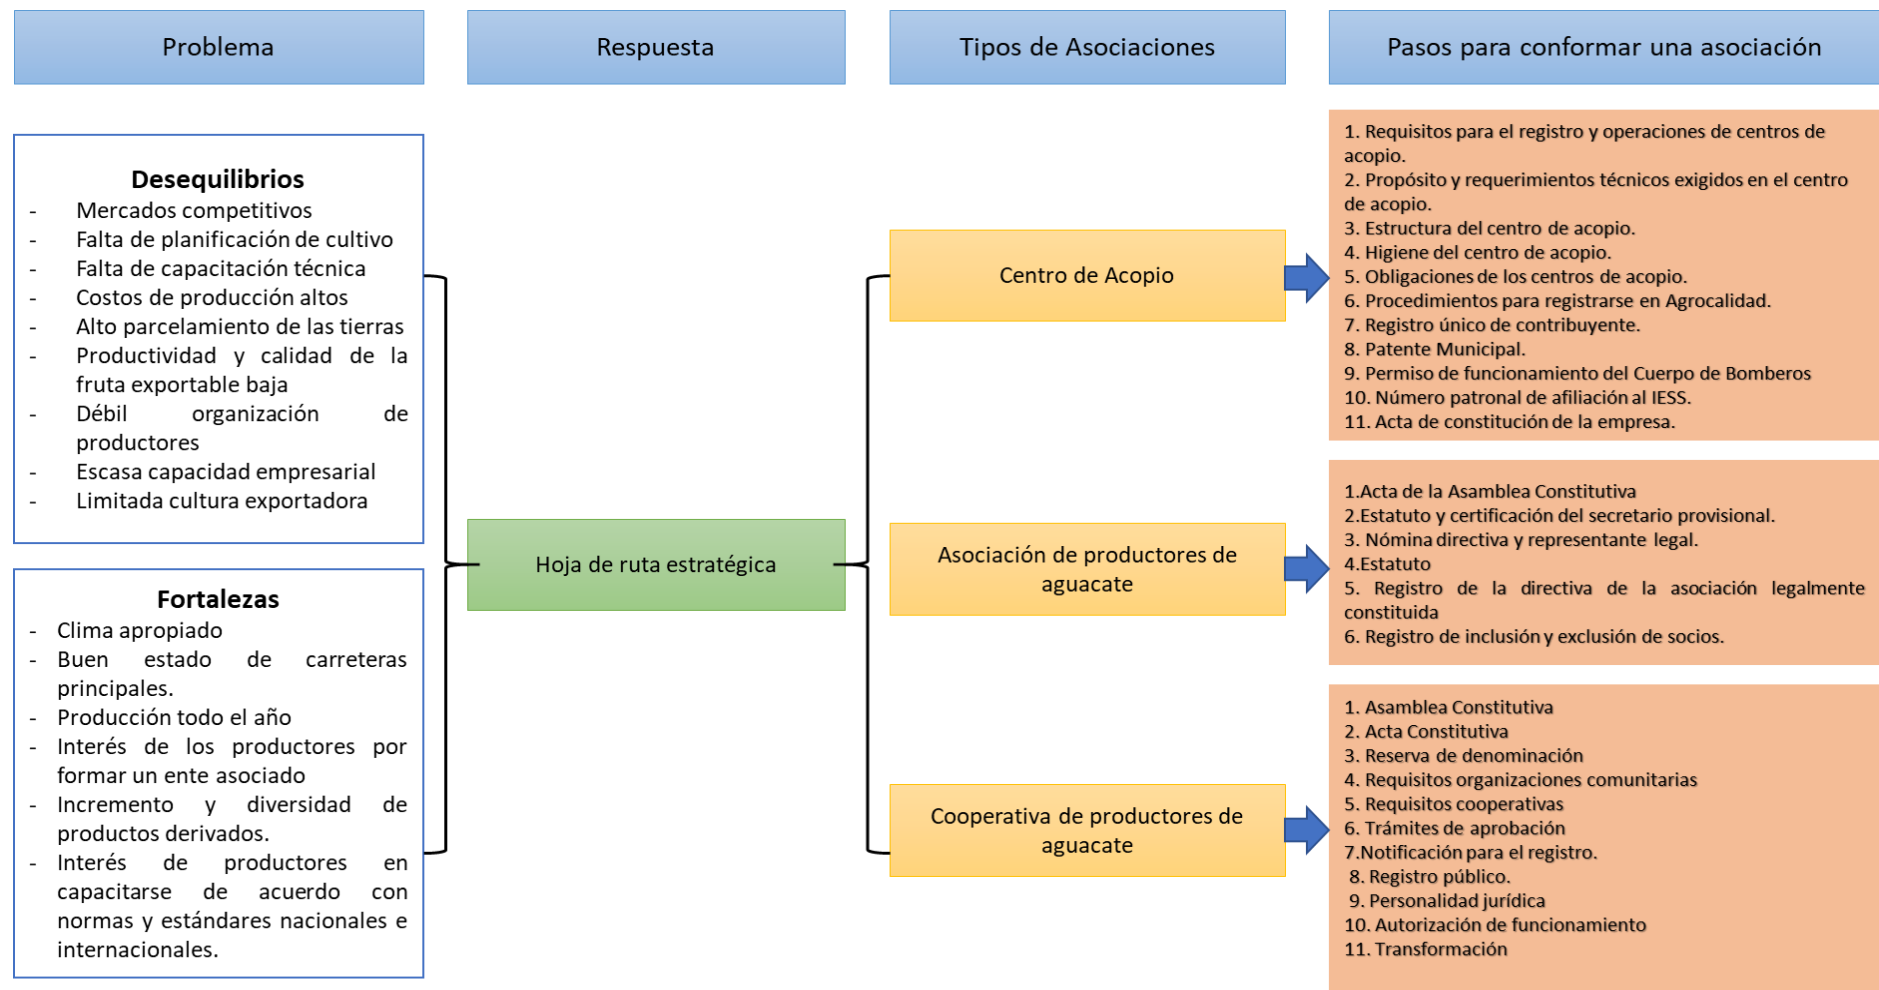 Problema
Respuesta
Tipos de Asociaciones
Pasos para conformar una asociación
Desequilibrios
- Mercados competitivos
- Falta de planificación de cultivo
- Falta de capacitación técnica
- Costos de producción altos
- Alto parcelamiento de las tierras
- Productividad y calidad de la
fruta exportable baja
- Débil organización de
productores
- Escasa capacidad empresarial
- Limitada cultura exportadora
Fortalezas
- Clima apropiado
- Buen estado de carreteras
principales.
- Producción todo el año
- Interés de los productores por
formar un ente asociado
- Incremento y diversidad de
productos derivados.
- Interés de productores en
capacitarse de acuerdo con
normas y estándares nacionales e
internacionales.
Hoja de ruta estratégica
Centro de Acopio
Asociación de productores de
aguacate
Cooperativa de productores de
aguacate
1. Requisitos para el registro y operaciones de centros de
acopio.
2. Propósito y requerimientos técnicos exigidos en el centro
de acopio.
3. Estructura del centro de acopio.
4. Higiene del centro de acopio.
5. Obligaciones de los centros de acopio.
6. Procedimientos para registrarse en Agrocalidad.
7. Registro único de contribuyente.
8. Patente Municipal.
9. Permiso de funcionamiento del Cuerpo de Bomberos
10. Número patronal de afiliación al IESS.
11. Acta de constitución de la empresa.
1.Acta de la Asamblea Constitutiva
2.Estatuto y certificación del secretario provisional.
3. Nómina directiva y representante legal.
4.Estatuto
5. Registro de la directiva de la asociación legalmente
constituida
6. Registro de inclusión y exclusión de socios.
1. Asamblea Constitutiva
2. Acta Constitutiva
3. Reserva de denominación
4. Requisitos organizaciones comunitarias
5. Requisitos cooperativas
6. Trámites de aprobación
7.Notificación para el registro.
8. Registro público.
9. Personalidad jurídica
10. Autorización de funcionamiento
11. Transformación